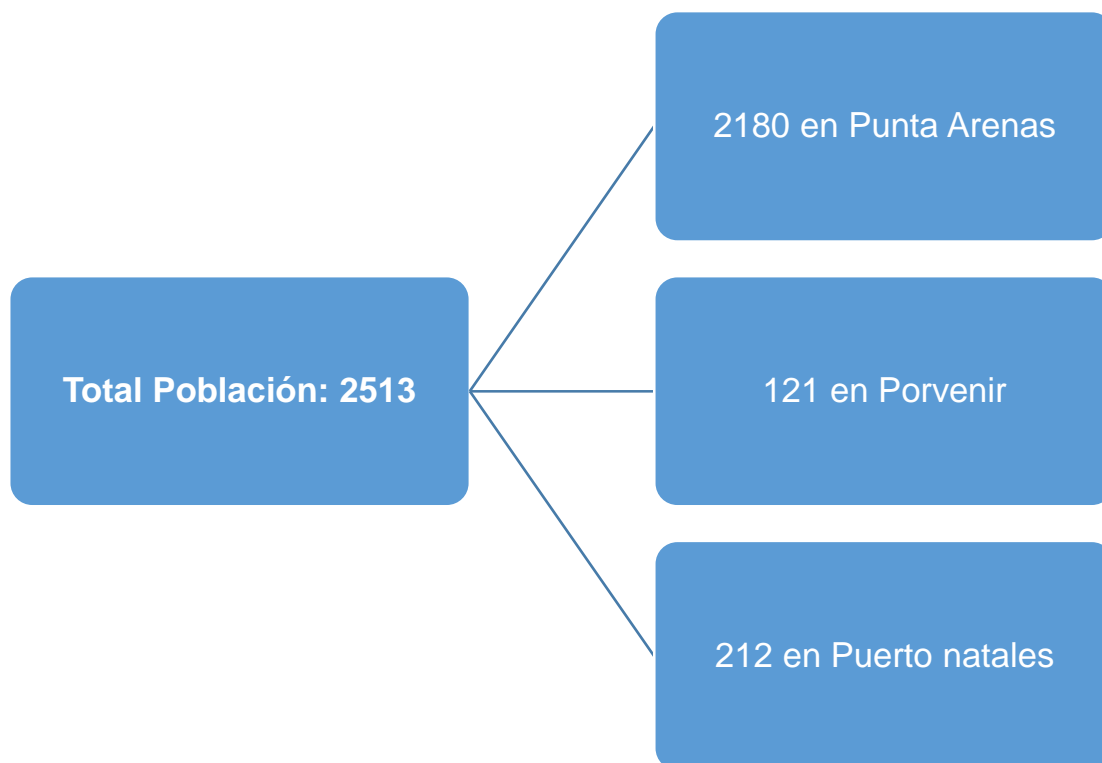 Total Población: 2513
2180 en Punta Arenas
121 en Porvenir
212 en Puerto natales